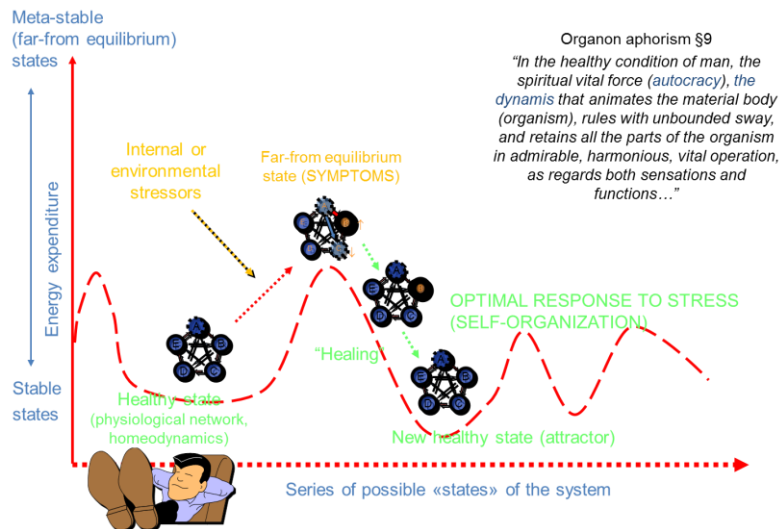 Meta-stable
(far-from equilibrium)
states
Organon aphorism §9
“In the healthy condition of man, the
spiritual vital force (autocracy), the
dynamis that animates the material body
(organism), rules with unbounded sway,
and retains all the parts of the organism
in admirable, harmonious, vital operation,
as regards both sensations and
functions…”
Internal or
environmental
stressors
Far-from equilibrium
state (SYMPTOMS)
Energy expenditure
OPTIMAL RESPONSE TO STRESS
(SELF-ORGANIZATION)
“Healing”
Stable
states
Healthy state
(physiological network,
homeodynamics)
A
E
B
D
C
A
E
D
C
New healthy state (attractor)
Series of possible «states» of the system